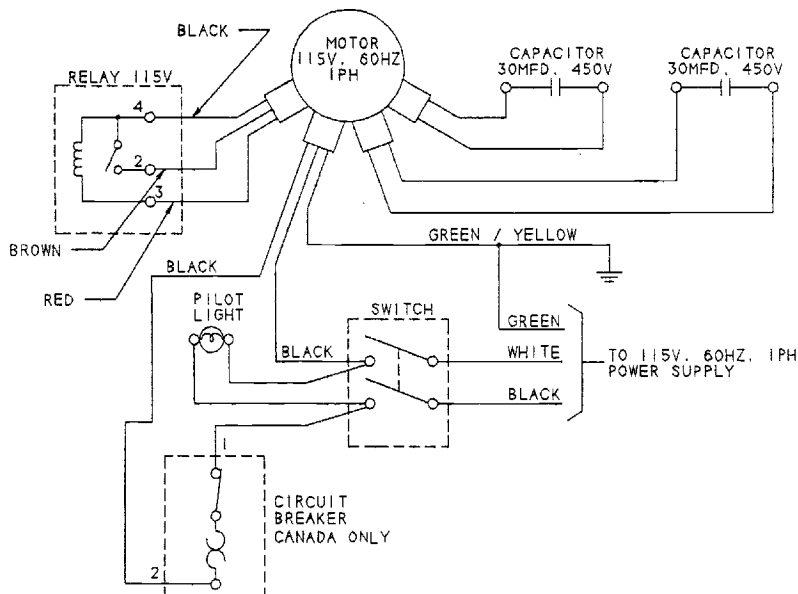 BLACK
MOTOR
115V, 60HZ
1PH
CAPACITOR
30MFD, 450V
CAPACITOR
30MFD, 450V
RELAY 115V
4
2
3
BROWN
RED
BLACK
GREEN / YELLOW
PILOT
LIGHT
SWITCH
BLACK
GREEN
WHITE
BLACK
TO 115V, 60HZ, 1PH
POWER SUPPLY
1
2
CIRCUIT
BREAKER
CANADA ONLY